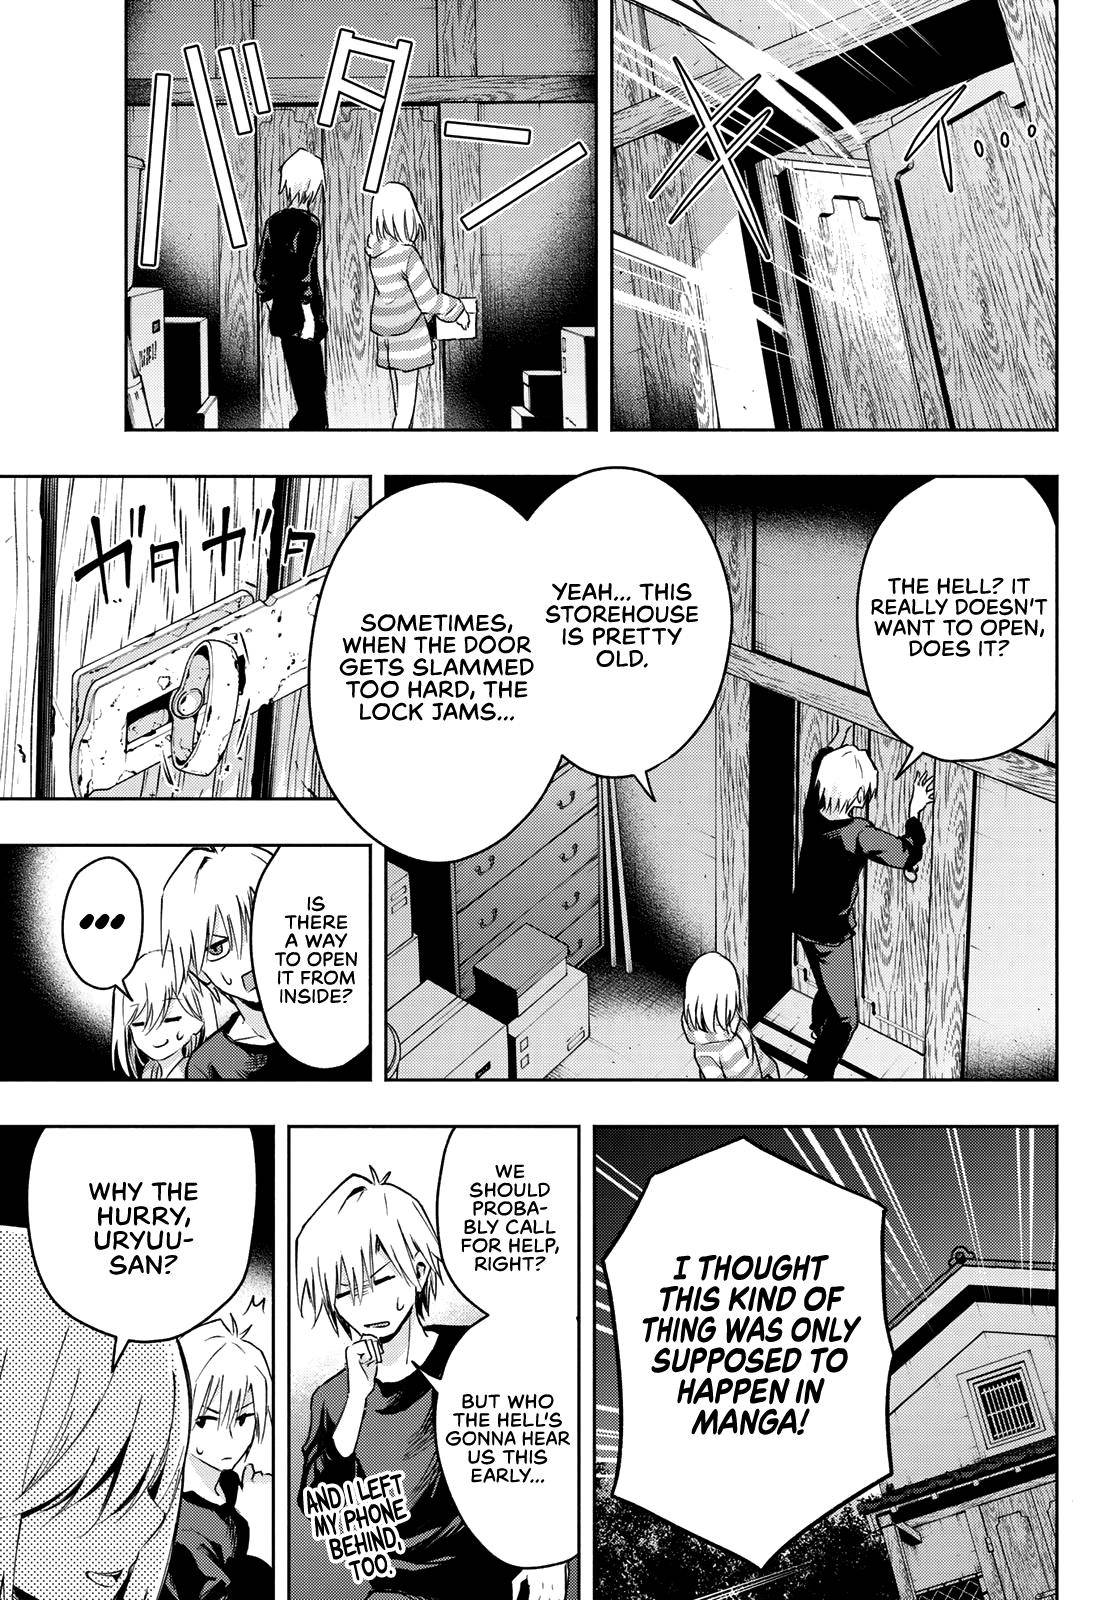 ギイ…。
バターン
THE HELL? IT
REALLY DOESN'T
WANT TO OPEN,
DOES IT?
YEAH... THIS
STOREHOUSE
IS PRETTY
OLD.
SOMETIMES,
WHEN THE DOOR
GETS SLAMMED
TOO HARD, THE
LOCK JAMS...
ガタガタ
IS
THERE
A WAY
TO OPEN
IT FROM
INSIDE?
...
I THOUGHT
THIS KIND OF
THING WAS ONLY
SUPPOSED TO
HAPPEN IN
MANGA!
WE
SHOULD
PROBA-
BLY CALL
FOR HELP,
RIGHT?
BUT WHO
THE HELL'S
GONNA HEAR
US THIS
EARLY...
AND I LEFT
MY PHONE
BEHIND,
TOO.
WHY THE
HURRY,
URYUU-
SAN?